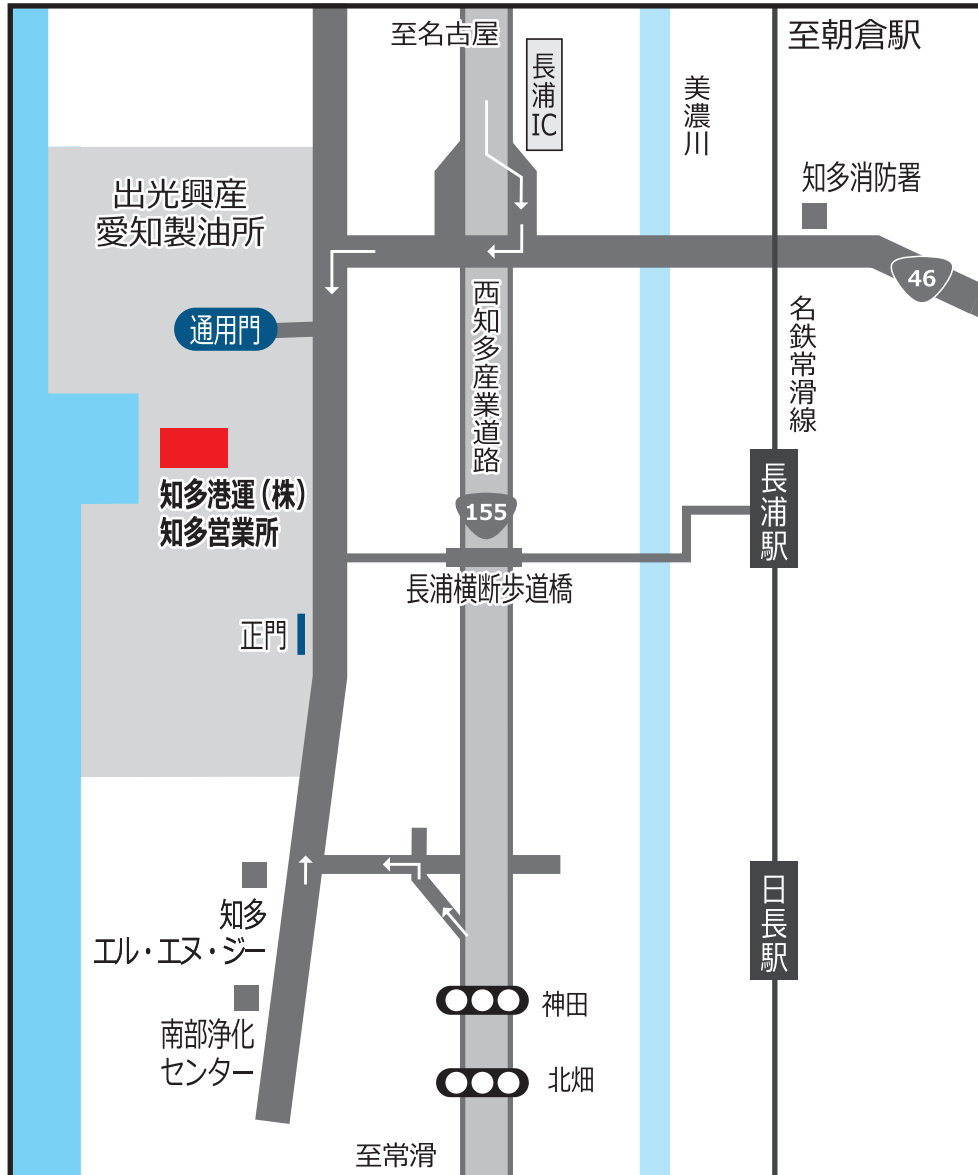 至名古屋
至朝倉駅
長浦IC
美濃川
知多消防署
出光興産
愛知製油所
46
通用門
西知多産業道路
名鉄常滑線
知多港運(株)
知多営業所
155
長浦駅
長浦横断歩道橋
正門
知多
エル・エヌ・ジー
日長駅
南部浄化
センター
神田
北畑
至常滑